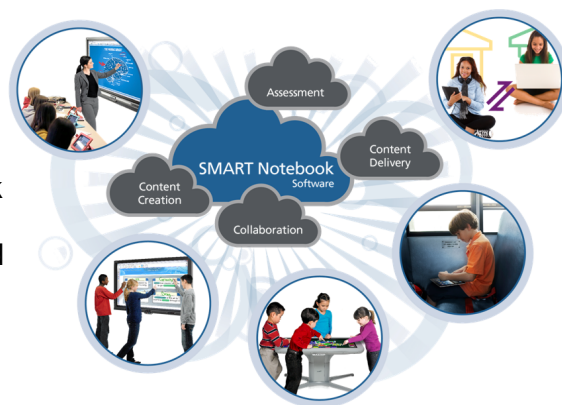 Assessment
SMART Notebook
Software
Content
Delivery
Content
Creation
Collaboration